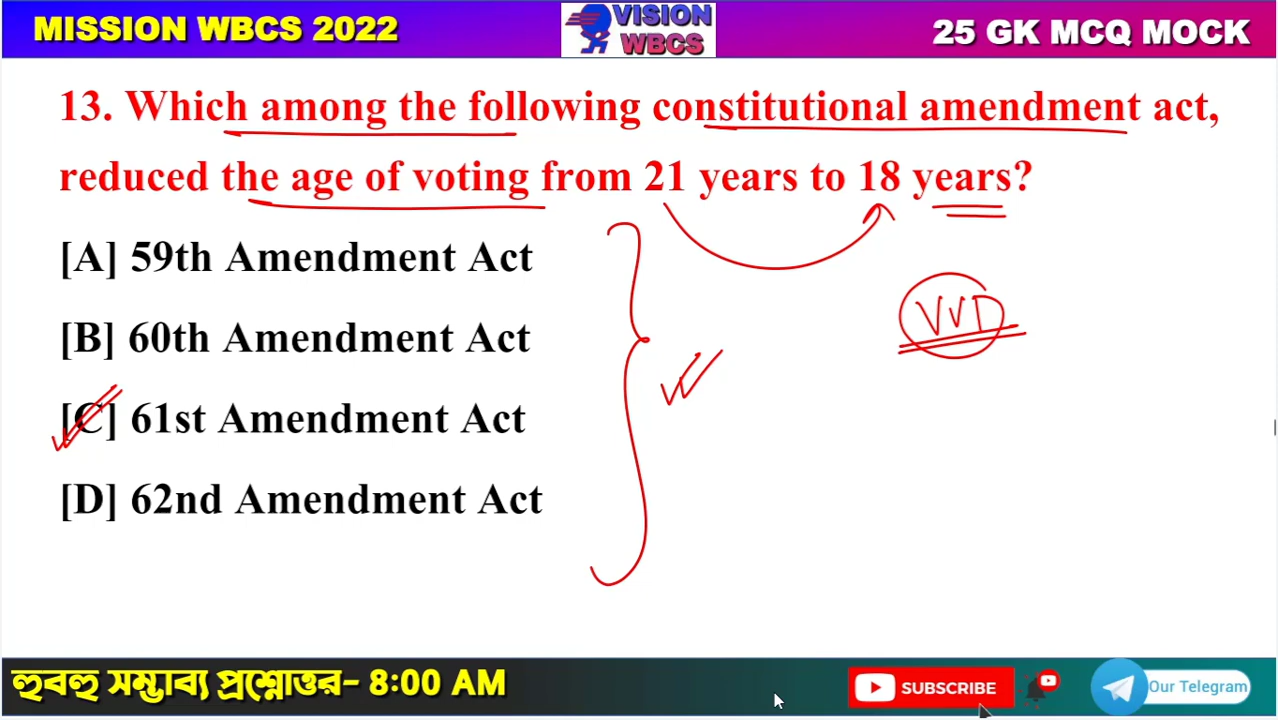 MISSION WBCS 2022
VISION
WBCS
25 GK MCQ MOCK
13. Which among the following constitutional amendment act,
reduced the age of voting from 21 years to 18 years?
[A] 59th Amendment Act
[B] 60th Amendment Act
[C] 61st Amendment Act
[D] 62nd Amendment Act
হুবহু সম্ভাব্য প্রশ্নোত্তর- 8:00 AM
SUBSCRIBE
Our Telegram